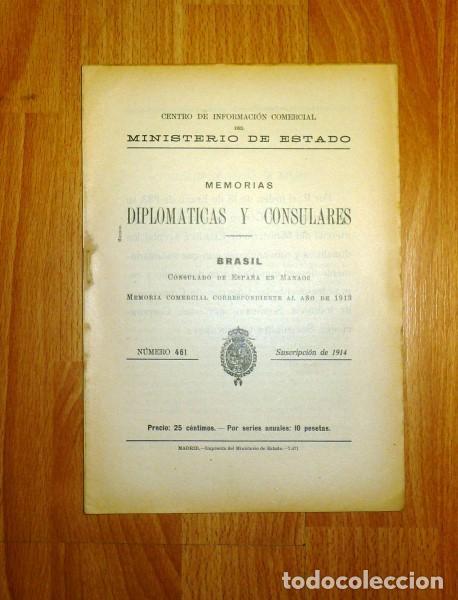 CENTRO DE INFORMACIÓN COMERCIAL
DEL
MINISTERIO DE ESTADO
MEMORIAS
DIPLOMATICAS Y CONSULARES
BRASIL
CONSULADO DE ESPAÑA EN MANAOS
MEMORIA COMERCIAL CORRESPONDIENTE AL AÑO DE 1913
NÚMERO 461 Suscripción de 1914
Precio: 25 céntimos. — Por series anuales: 10 pesetas.
MADRID.—Imprenta del Ministerio de Estado.—7.471
todocoleccion